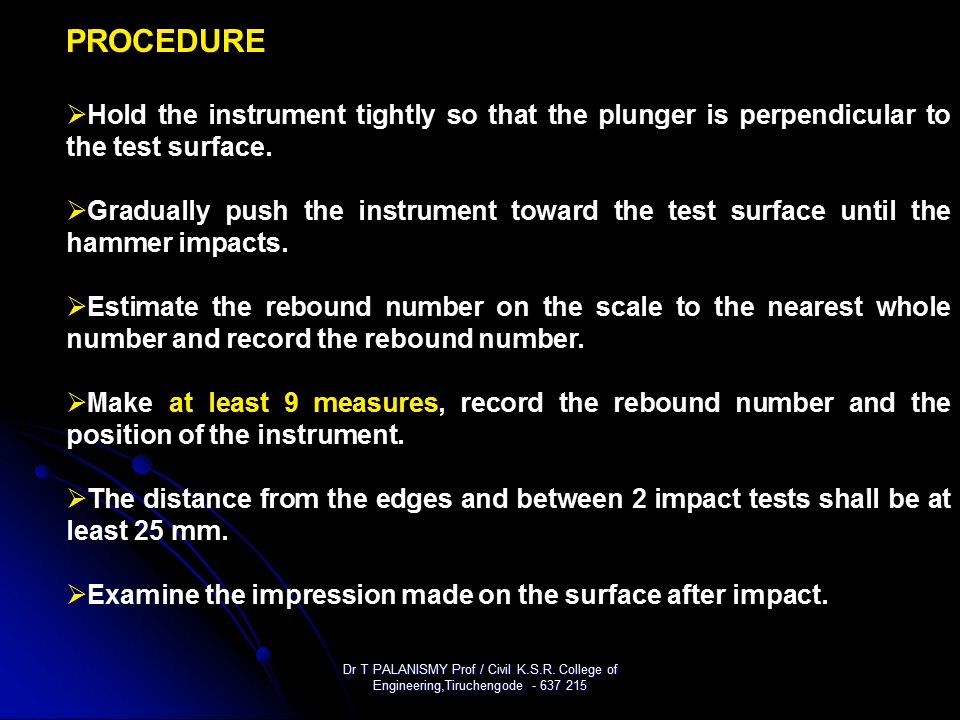 PROCEDURE
➢Hold the instrument tightly so that the plunger is perpendicular to
the test surface.
➢Gradually push the instrument toward the test surface until the
hammer impacts.
➢Estimate the rebound number on the scale to the nearest whole
number and record the rebound number.
➢Make at least 9 measures, record the rebound number and the
position of the instrument.
➢The distance from the edges and between 2 impact tests shall be at
least 25 mm.
➢Examine the impression made on the surface after impact.
Dr T PALANISMY Prof / Civil K.S.R. College of
Engineering,Tiruchengode - 637 215